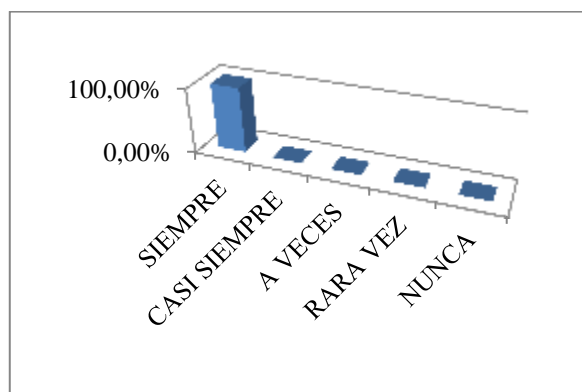 100,00%
0,00%
SIEMPRE
CASI SIEMPRE
A VECES
RARA VEZ
NUNCA